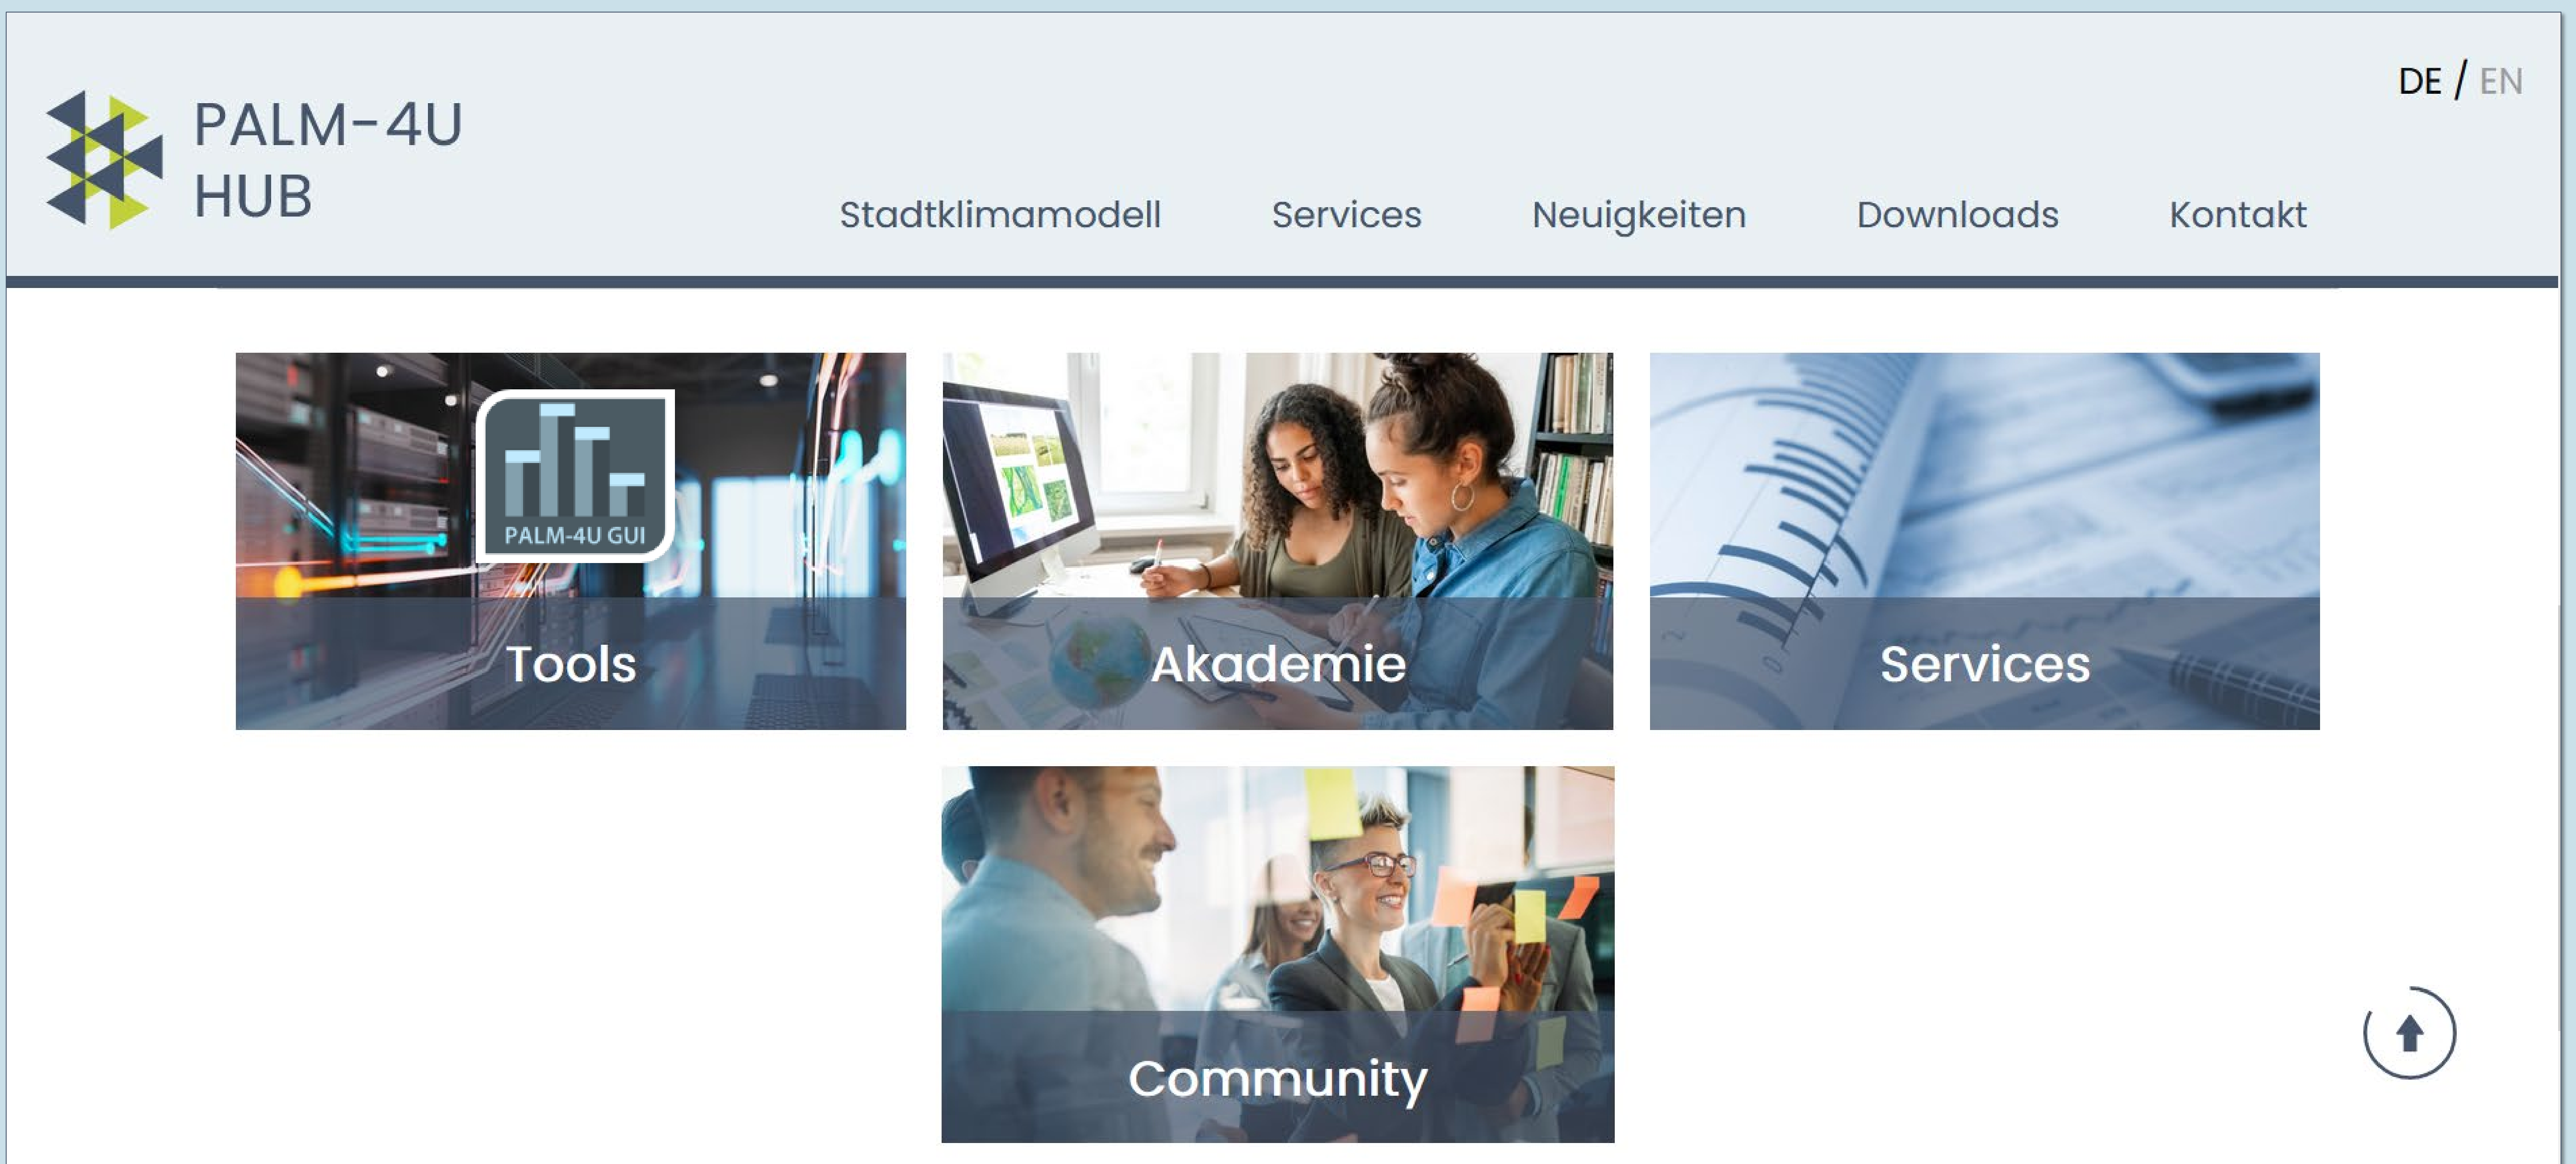 DE / EN
PALM-4U
HUB
Stadtklimamodell Services Neuigkeiten Downloads Kontakt
PALM-4U GUI
Tools
Akademie
Services
Community